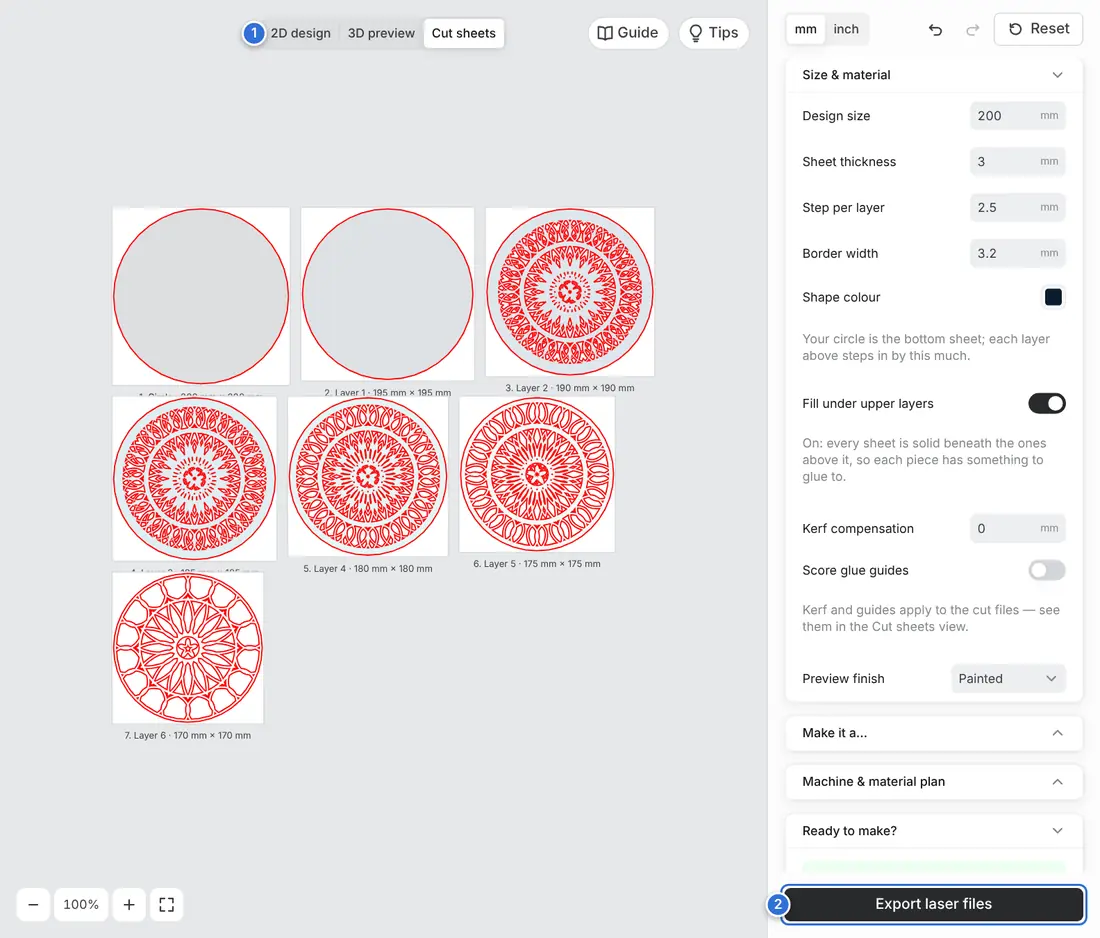 1
2D design
3D preview
Cut sheets
Guide
Tips
mm
inch
Reset
Size & material
Design size
200
mm
Sheet thickness
3
mm
Step per layer
2.5
mm
Border width
3.2
mm
Shape colour
Your circle is the bottom sheet; each layer
above steps in by this much.
Fill under upper layers
On: every sheet is solid beneath the ones
above it, so each piece has something to
glue to.
Kerf compensation
0
mm
Score glue guides
Kerf and guides apply to the cut files — see
them in the Cut sheets view.
Preview finish
Painted
Make it a...
Machine & material plan
Ready to make?
2
Export laser files
2. Layer 1 · 195 mm × 195 mm
3. Layer 2 · 190 mm × 190 mm
5. Layer 4 · 180 mm × 180 mm
6. Layer 5 · 175 mm × 175 mm
7. Layer 6 · 170 mm × 170 mm
100%